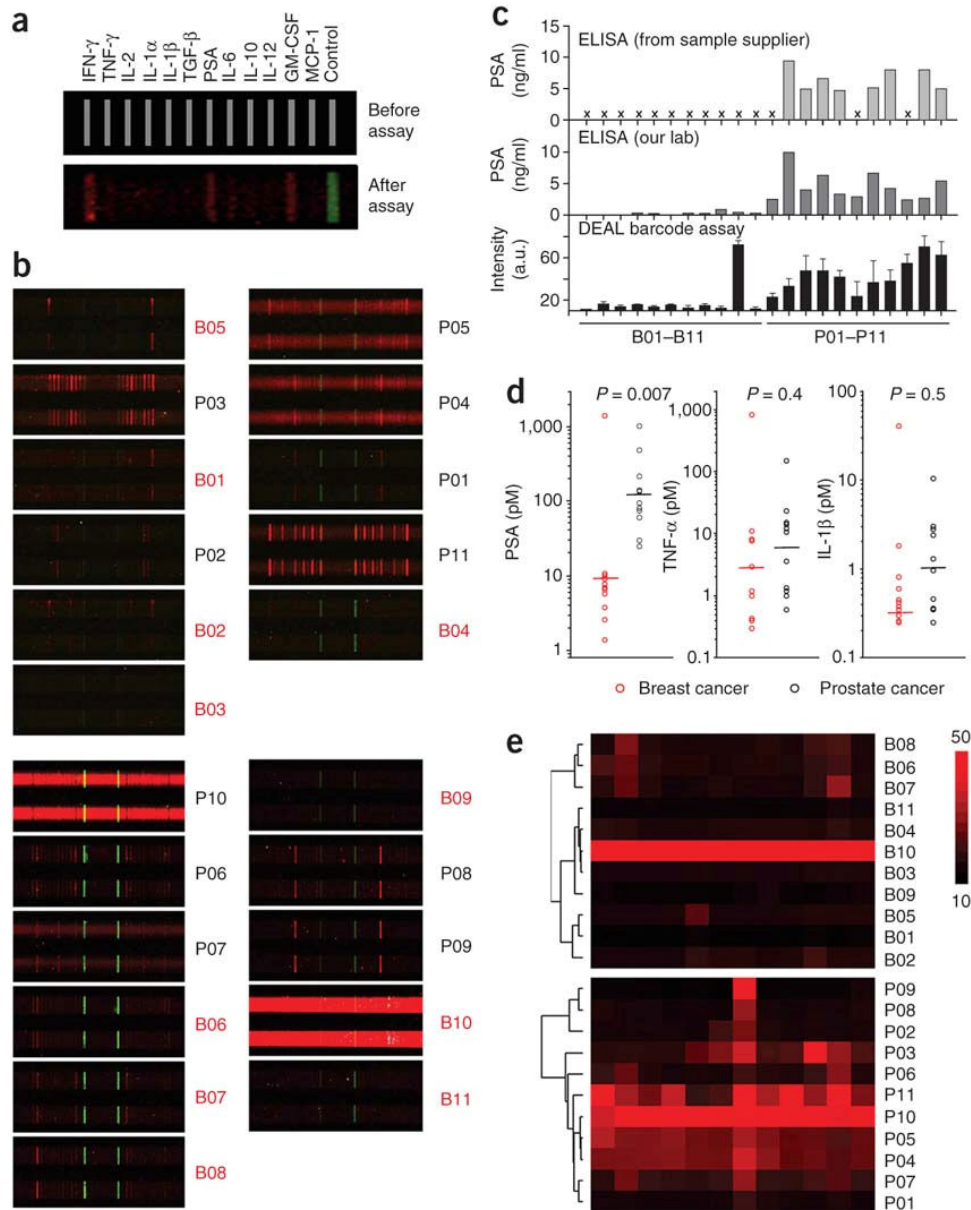 a
IFN-γ
TNF-γ
IL-2
IL-1α
IL-1β
TGF-β
PSA
IL-6
IL-10
IL-12
GM-CSF
MCP-1
Control
Before
assay
After
assay
b
B05
P03
B01
P02
B02
B03
P05
P04
P01
P11
B04
P10
P06
P07
B06
B07
B08
B09
P08
P09
B10
B11
c
ELISA (from sample supplier)
PSA
(ng/ml)
10
5
0
x x x x x x x x x x x x x x
ELISA (our lab)
PSA
(ng/ml)
10
5
0
DEAL barcode assay
Intensity
(a.u.)
60
20
B01–B11
P01–P11
d
P = 0.007
PSA (pM)
1,000
100
10
1
P = 0.4
TNF-α (pM)
1,000
100
10
1
0.1
P = 0.5
IL-1β (pM)
100
10
1
0.1
Breast cancer
Prostate cancer
e
B08
B06
B07
B11
B04
B10
B03
B09
B05
B01
B02
P09
P08
P02
P03
P06
P11
P10
P05
P04
P07
P01
50
10